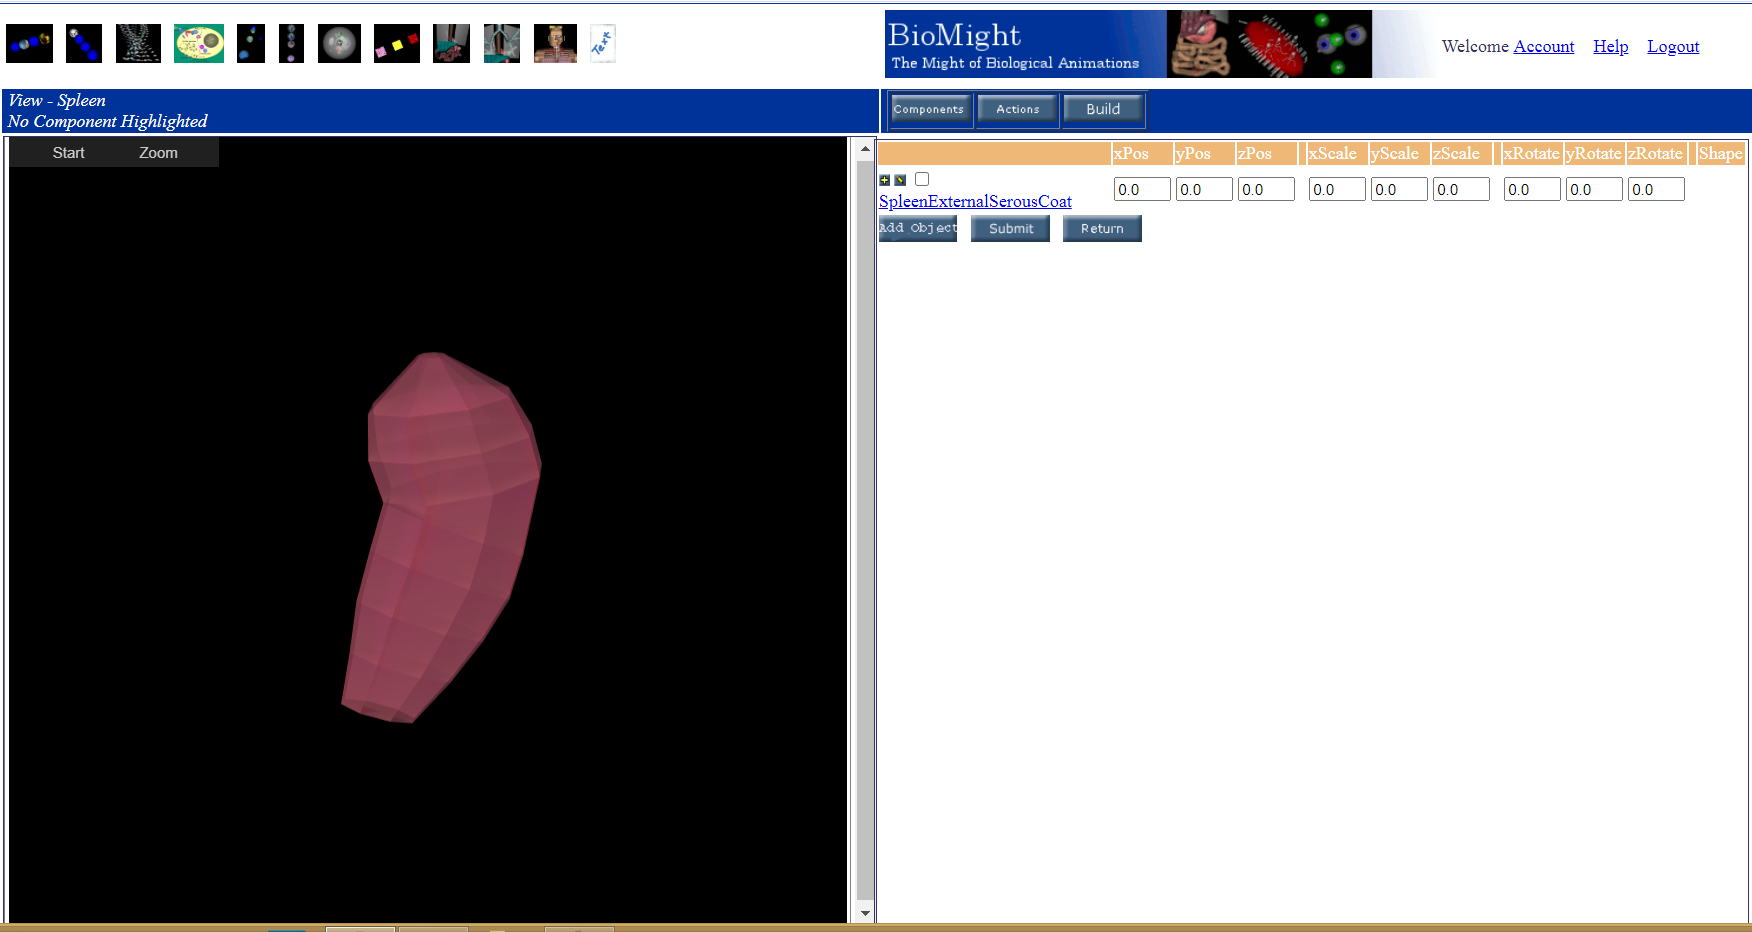 Text
BioMight
The Might of Biological Animations
Welcome Account Help Logout
View - Spleen
No Component Highlighted
Components Actions Build
Start Zoom
xPos yPos zPos xScale yScale zScale xRotate yRotate zRotate Shape
0.0 0.0 0.0 0.0 0.0 0.0 0.0 0.0 0.0
SpleenExternalSerousCoat
Add Object Submit Return